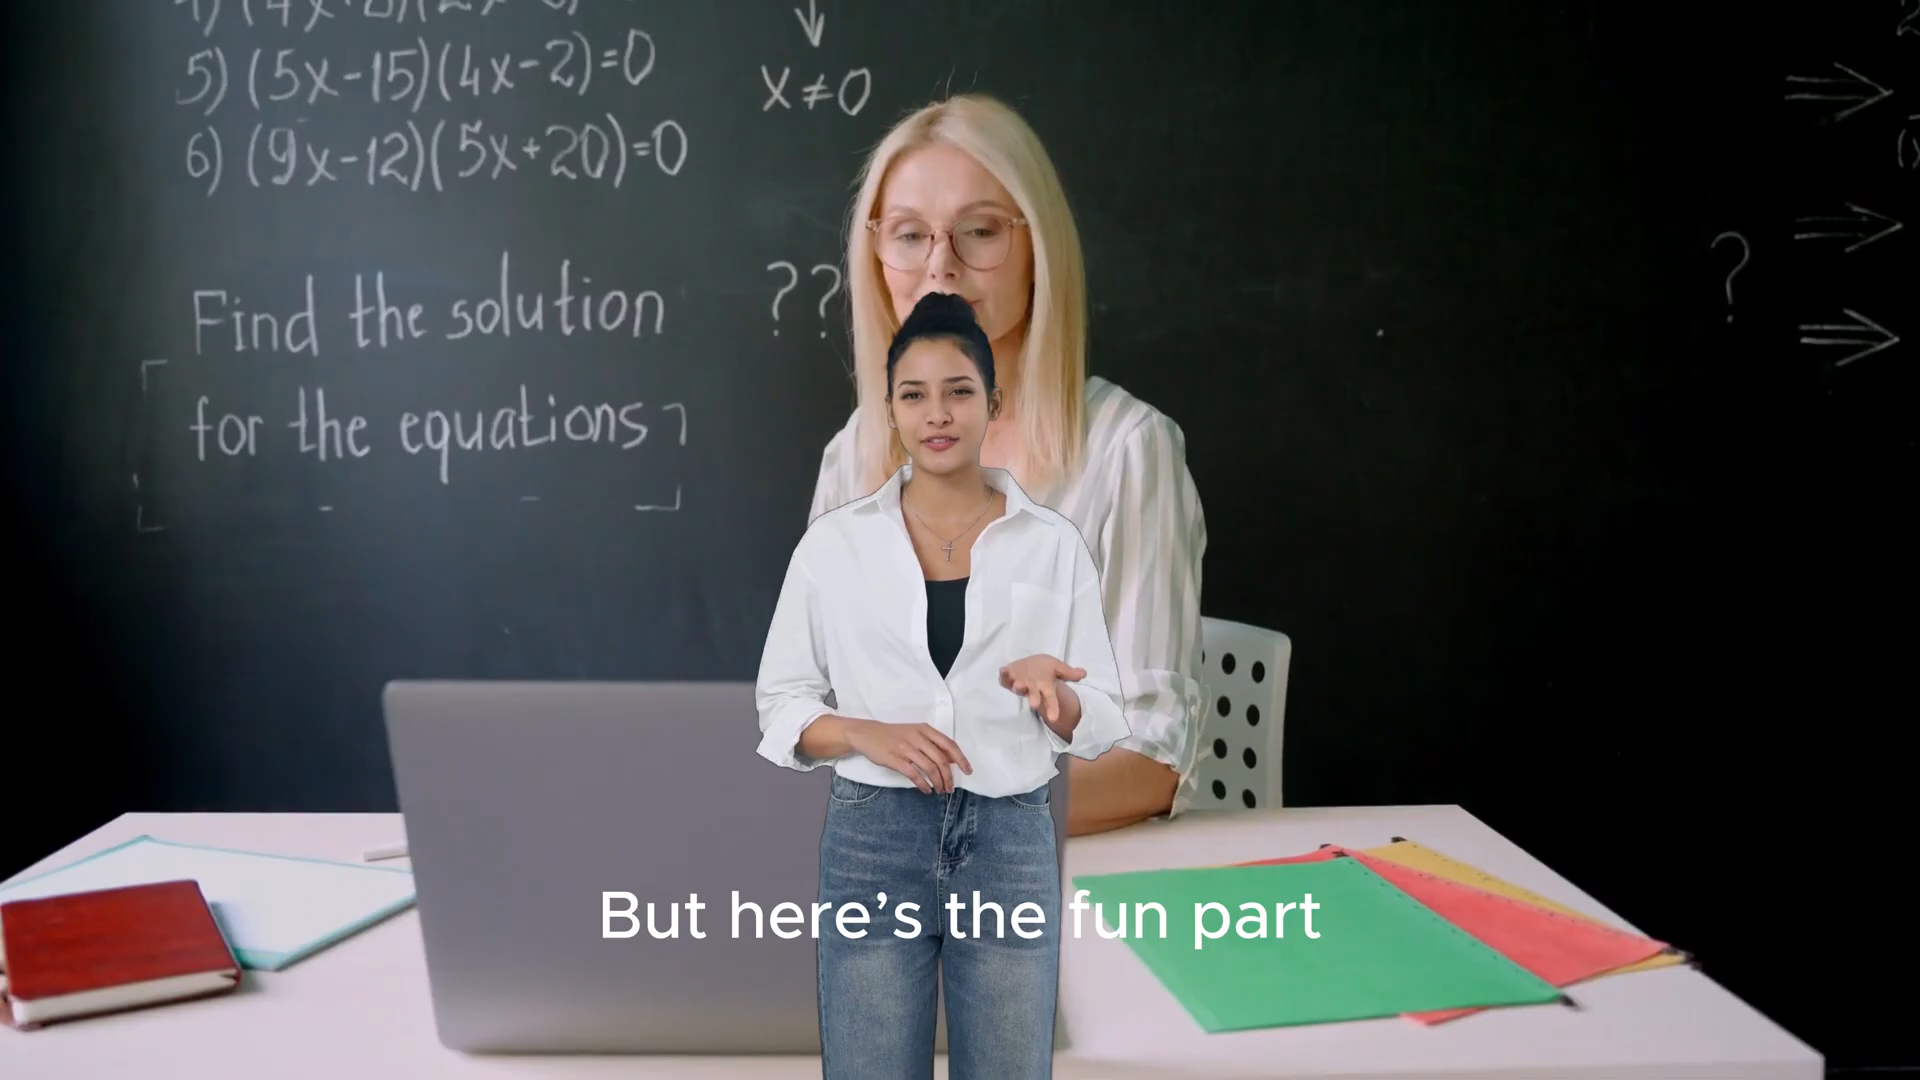 5) (5x-15)(4x-2)=0
6) (9x-12)(5x+20)=0
x≠0
Find the solution
for the equations
??
?
But here's the fun part